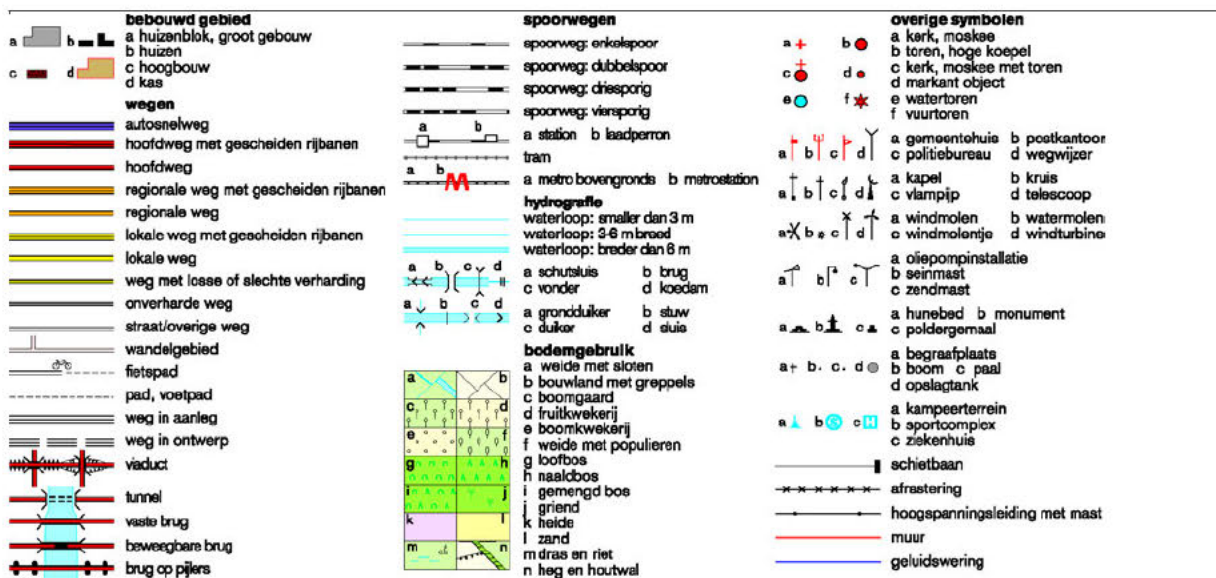 bebouwd gebied
a b
a huizenblok, groot gebouw
b huizen
c d
c hoogbouw
d kas
wegen
autosnelweg
hoofdweg met gescheiden rijbanen
hoofdweg
regionale weg met gescheiden rijbanen
regionale weg
lokale weg met gescheiden rijbanen
lokale weg
weg met losse of slechte verharding
onverharde weg
straat/overige weg
wandelgebied
fietspad
pad, voetpad
weg in aanleg
weg in ontwerp
viaduct
tunnel
vaste brug
beweegbare brug
brug op pijlers
spoorwegen
spoorweg: enkelspoor
spoorweg: dubbelspoor
spoorweg: driesporig
spoorweg: viersporig
a b
a station b laadperron
tram
a b
a metro bovengronds b metrostation
hydrografie
waterloop: smaller dan 3 m
waterloop: 3-6 m breed
waterloop: breder dan 6 m
a b c d
a schutsluis b brug
c vonder d koedam
a b c d
a grondduiker b stuw
c duiker d sluis
bodemgebruik
a b
c d
e f
g h
i j
k l
m n
a weide met sloten
b bouwland met greppels
c boomgaard
d fruitkwekerij
e boomkwekerij
f weide met populieren
g loofbos
h naaldbos
i gemengd bos
j griend
k heide
l zand
m dras en riet
n heg en houtwal
overige symbolen
a b
c d
e f
a kerk, moskee
b toren, hoge koepel
c kerk, moskee met toren
d markant object
e watertoren
f vuurtoren
a b c d
a gemeentehuis b postkantoor
c politiebureau d wegwijzer
a b c d
a kapel b kruis
c vlampijp d telescoop
a b c d
a windmolen b watermolen
c windmolentje d windturbine
a b c
a oliepompinstallatie
b seinmast
c zendmast
a b c
a hunebed b monument
c poldergemaal
a b c d
a begraafplaats
b boom c paal
d opslagtank
a b S c H
a kampeerterrein
b sportcomplex
c ziekenhuis
schietbaan
afrastering
hoogspanningsleiding met mast
muur
geluidswering